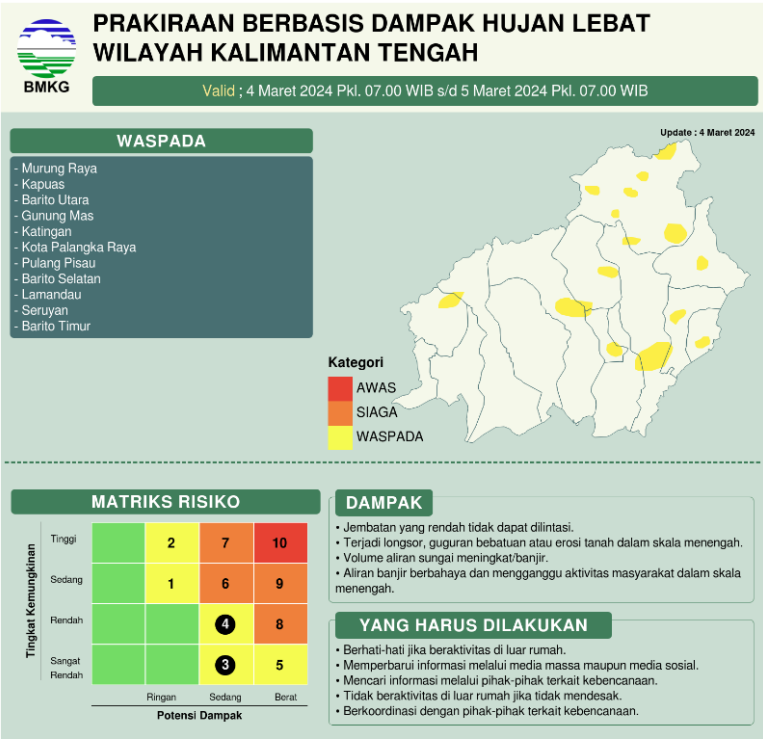 PRAKIRAAN BERBASIS DAMPAK HUJAN LEBAT
WILAYAH KALIMANTAN TENGAH
BMKG
Valid ; 4 Maret 2024 Pkl. 07.00 WIB s/d 5 Maret 2024 Pkl. 07.00 WIB
Update : 4 Maret 2024
WASPADA
- Murung Raya
- Kapuas
- Barito Utara
- Gunung Mas
- Katingan
- Kota Palangka Raya
- Pulang Pisau
- Barito Selatan
- Lamandau
- Seruyan
- Barito Timur
Kategori
AWAS
SIAGA
WASPADA
MATRIKS RISIKO
Tingkat Kemungkinan
Tinggi
2 7 10
Sedang
1 6 9
Rendah
4 8
Sangat
Rendah
3 5
Ringan Sedang Berat
Potensi Dampak
DAMPAK
• Jembatan yang rendah tidak dapat dilintasi.
• Terjadi longsor, guguran bebatuan atau erosi tanah dalam skala menengah.
• Volume aliran sungai meningkat/banjir.
• Aliran banjir berbahaya dan mengganggu aktivitas masyarakat dalam skala
menengah.
YANG HARUS DILAKUKAN
• Berhati-hati jika beraktivitas di luar rumah.
• Memperbarui informasi melalui media massa maupun media sosial.
• Mencari informasi melalui pihak-pihak terkait kebencanaan.
• Tidak beraktivitas di luar rumah jika tidak mendesak.
• Berkoordinasi dengan pihak-pihak terkait kebencanaan.